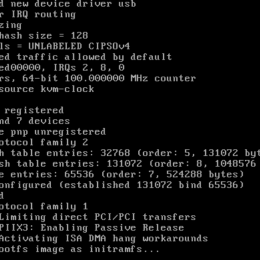 d new device driver usb
r IRQ routing
zing
hash size = 128
ls = UNLABELED CIPSOv4
ed traffic allowed by default
ed00000, IRQs 2, 8, 0
rs, 64-bit 100.000000 MHz counter
source kvm-clock
registered
nd 7 devices
e pnp unregistered
otocol family 2
h table entries: 32768 (order: 5, 131072 byt
sh table entries: 131072 (order: 8, 1048576
e entries: 65536 (order: 7, 524288 bytes)
onfigured (established 131072 bind 65536)
d
otocol family 1
Limiting direct PCI/PCI transfers
PIIX3: Enabling Passive Release
Activating ISA DMA hang workarounds
ootfs image as initramfs...